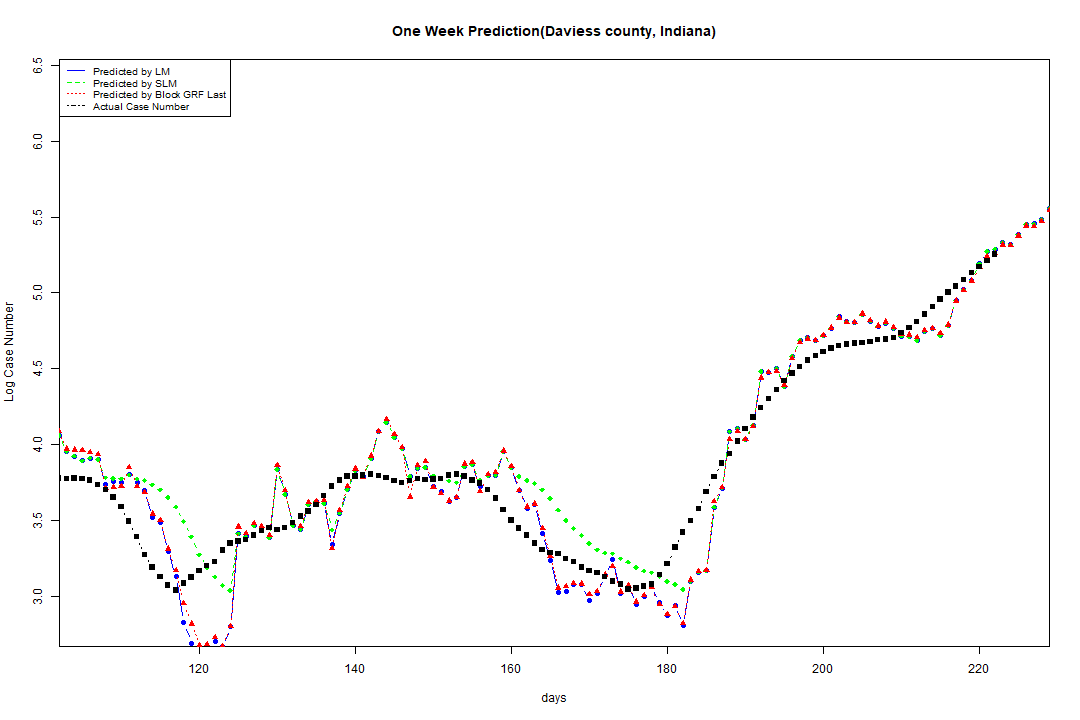 One Week Prediction(Daviess county, Indiana)
Predicted by LM
Predicted by SLM
Predicted by Block GRF Last
Actual Case Number
6.5
6.0
5.5
5.0
4.5
4.0
3.5
3.0
Log Case Number
120 140 160 180 200 220
days